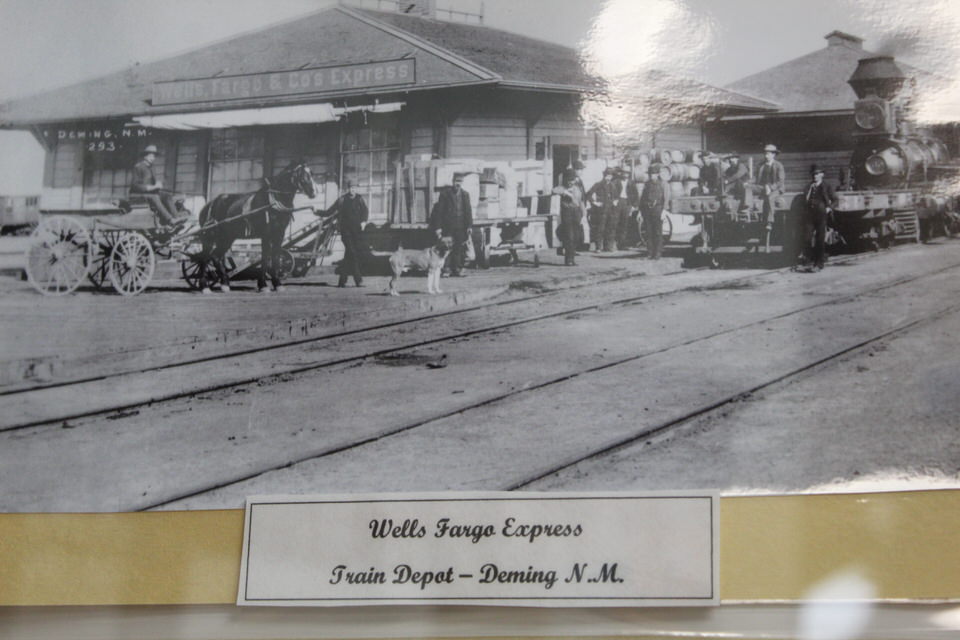 Wells, Fargo & Co's Express
DEMING, N.M.
293.
Wells Fargo Express
Train Depot – Deming N.M.